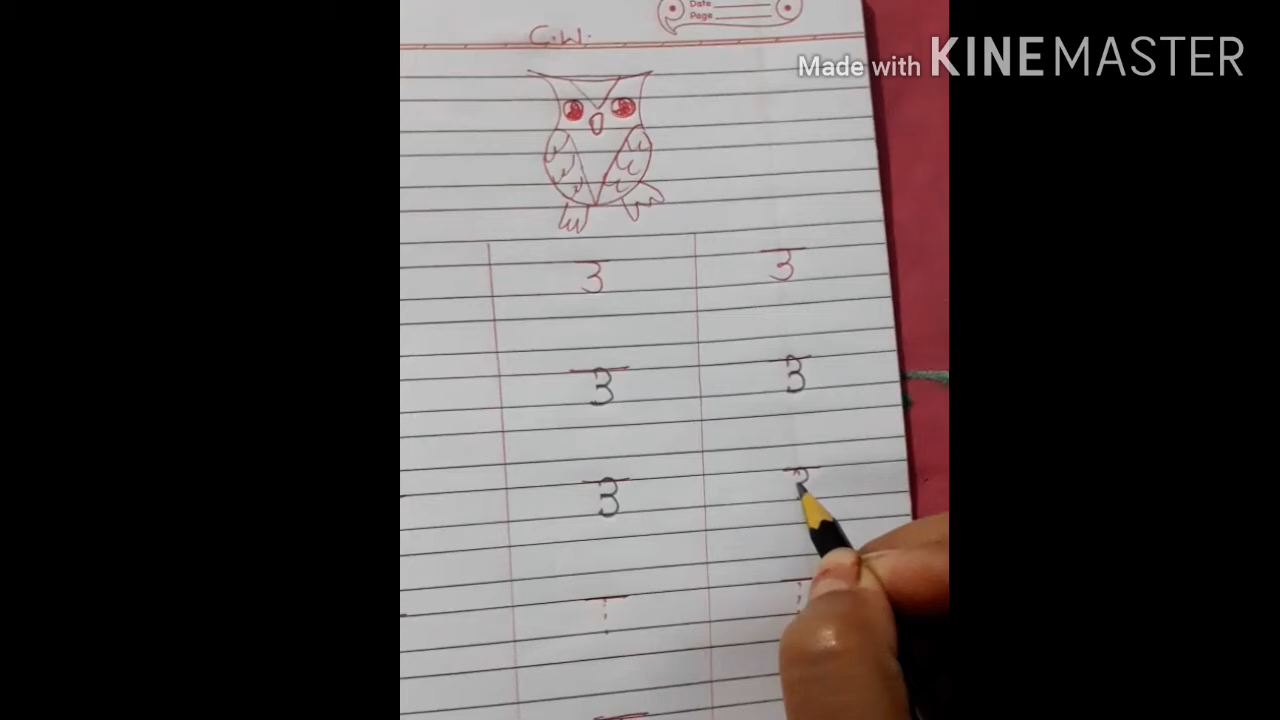 Date
Page
C.W.
Made with KINEMASTER
उ उ
उ उ
उ